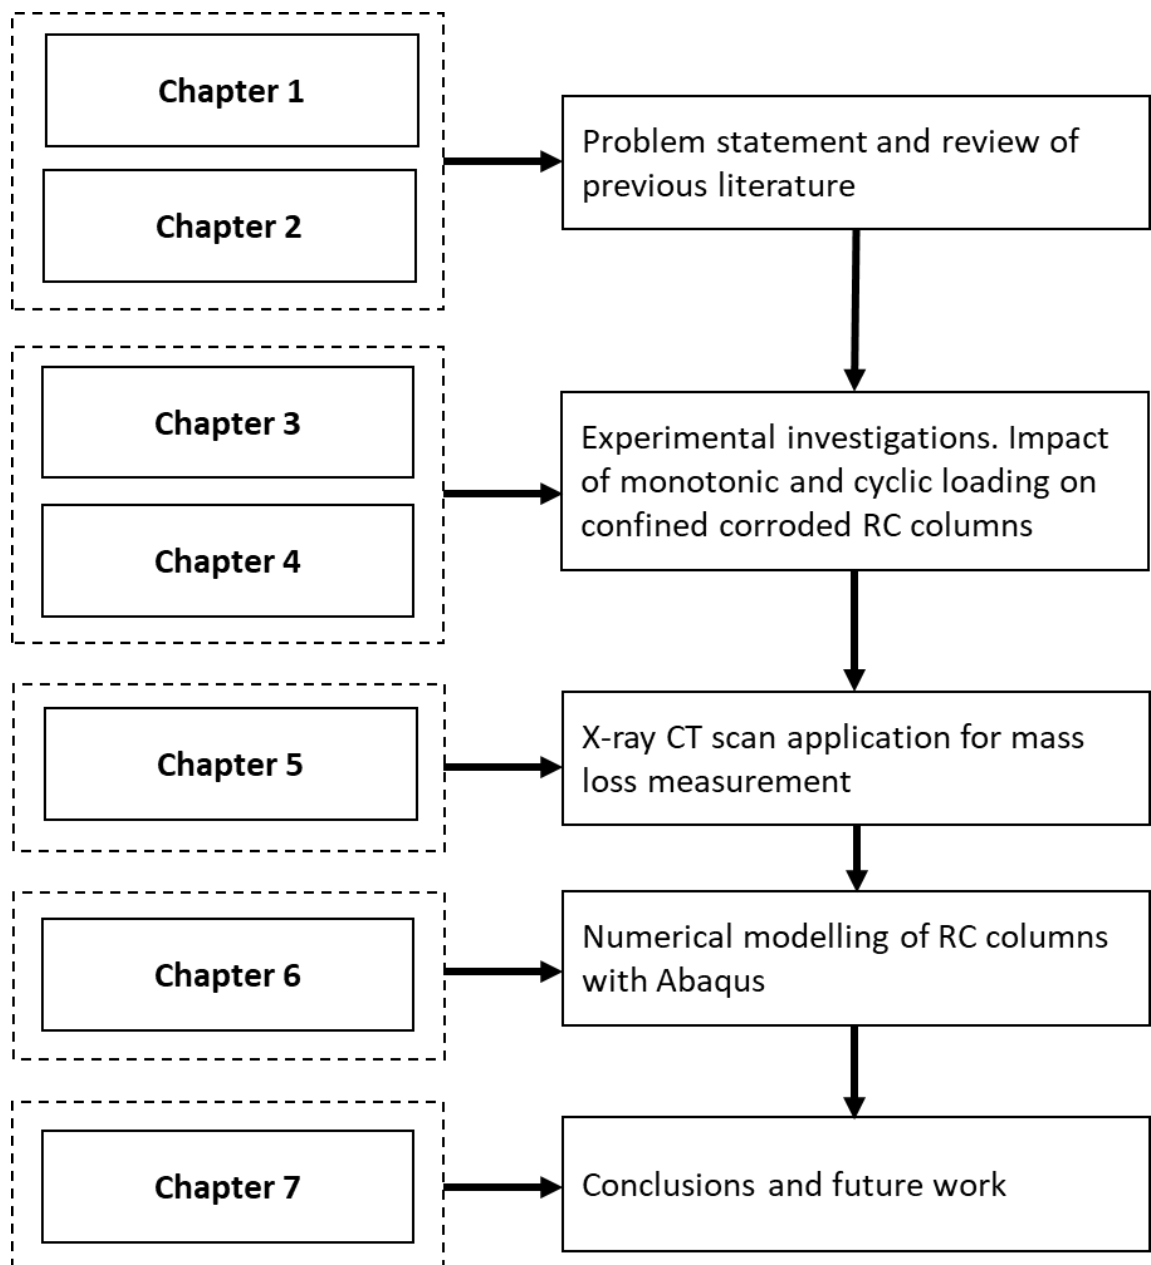 Chapter 1
Chapter 2
Problem statement and review of
previous literature
Chapter 3
Chapter 4
Experimental investigations. Impact
of monotonic and cyclic loading on
confined corroded RC columns
Chapter 5
X-ray CT scan application for mass
loss measurement
Chapter 6
Numerical modelling of RC columns
with Abaqus
Chapter 7
Conclusions and future work